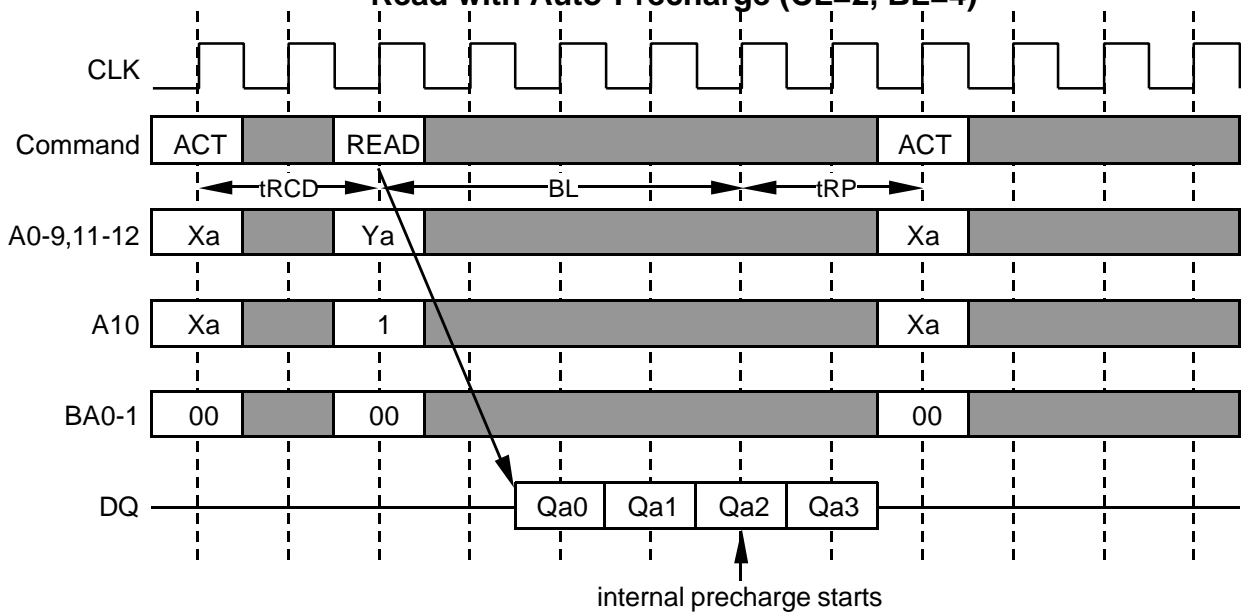 Read with Auto-Precharge (CL=2, BL=4)
CLK
Command ACT READ ACT
tRCD BL tRP
A0-9,11-12 Xa Ya Xa
A10 Xa 1 Xa
BA0-1 00 00 00
DQ Qa0 Qa1 Qa2 Qa3
internal precharge starts